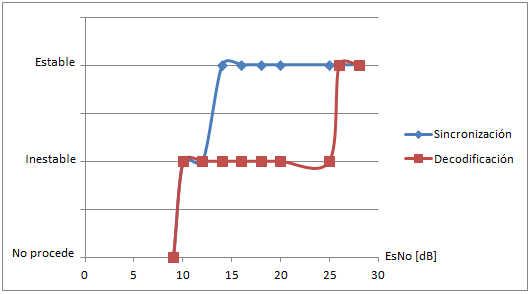 Estable
Inestable
No procede
0 5 10 15 20 25 30
EsNo [dB]
Sincronización
Decodificación